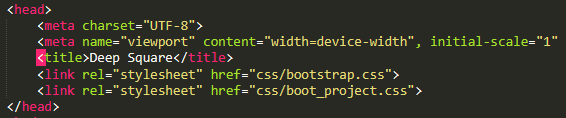 <head>
<meta charset="UTF-8">
<meta name="viewport" content="width=device-width", initial-scale="1"
<title>Deep Square</title>
<link rel="stylesheet" href="css/bootstrap.css">
<link rel="stylesheet" href="css/boot_project.css">
</head>